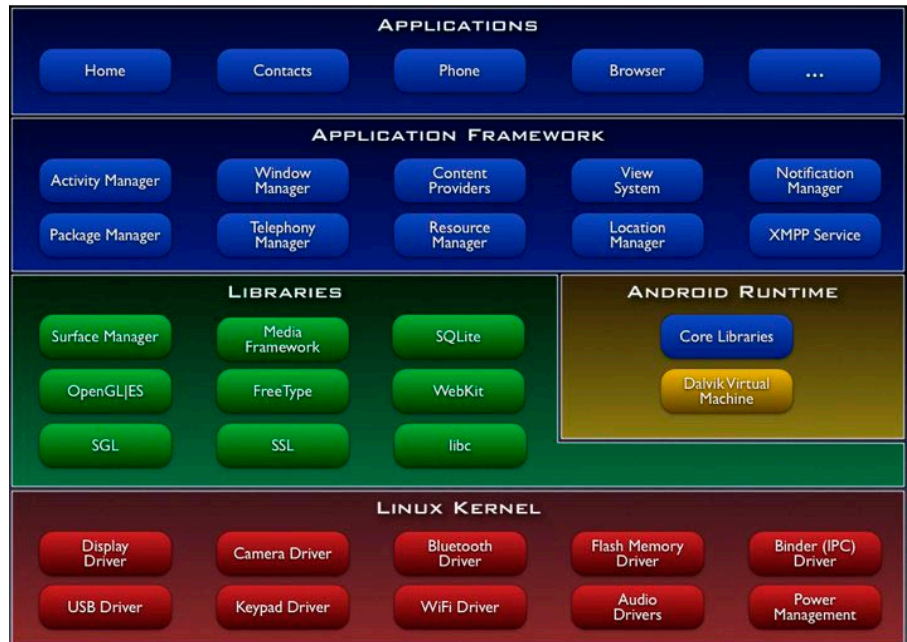 APPLICATIONS
Home
Contacts
Phone
Browser
...
APPLICATION FRAMEWORK
Activity Manager
Window
Manager
Content
Providers
View
System
Notification
Manager
Package Manager
Telephony
Manager
Resource
Manager
Location
Manager
XMPP Service
LIBRARIES
Surface Manager
Media
Framework
SQLite
OpenGL|ES
FreeType
WebKit
SGL
SSL
libc
ANDROID RUNTIME
Core Libraries
Dalvik Virtual
Machine
LINUX KERNEL
Display
Driver
Camera Driver
Bluetooth
Driver
Flash Memory
Driver
Binder (IPC)
Driver
USB Driver
Keypad Driver
WiFi Driver
Audio
Drivers
Power
Management